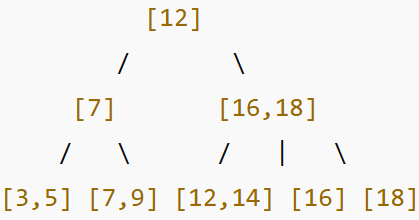 [12]
/ \
[7] [16,18]
/ \ / | \
[3,5] [7,9] [12,14] [16] [18]